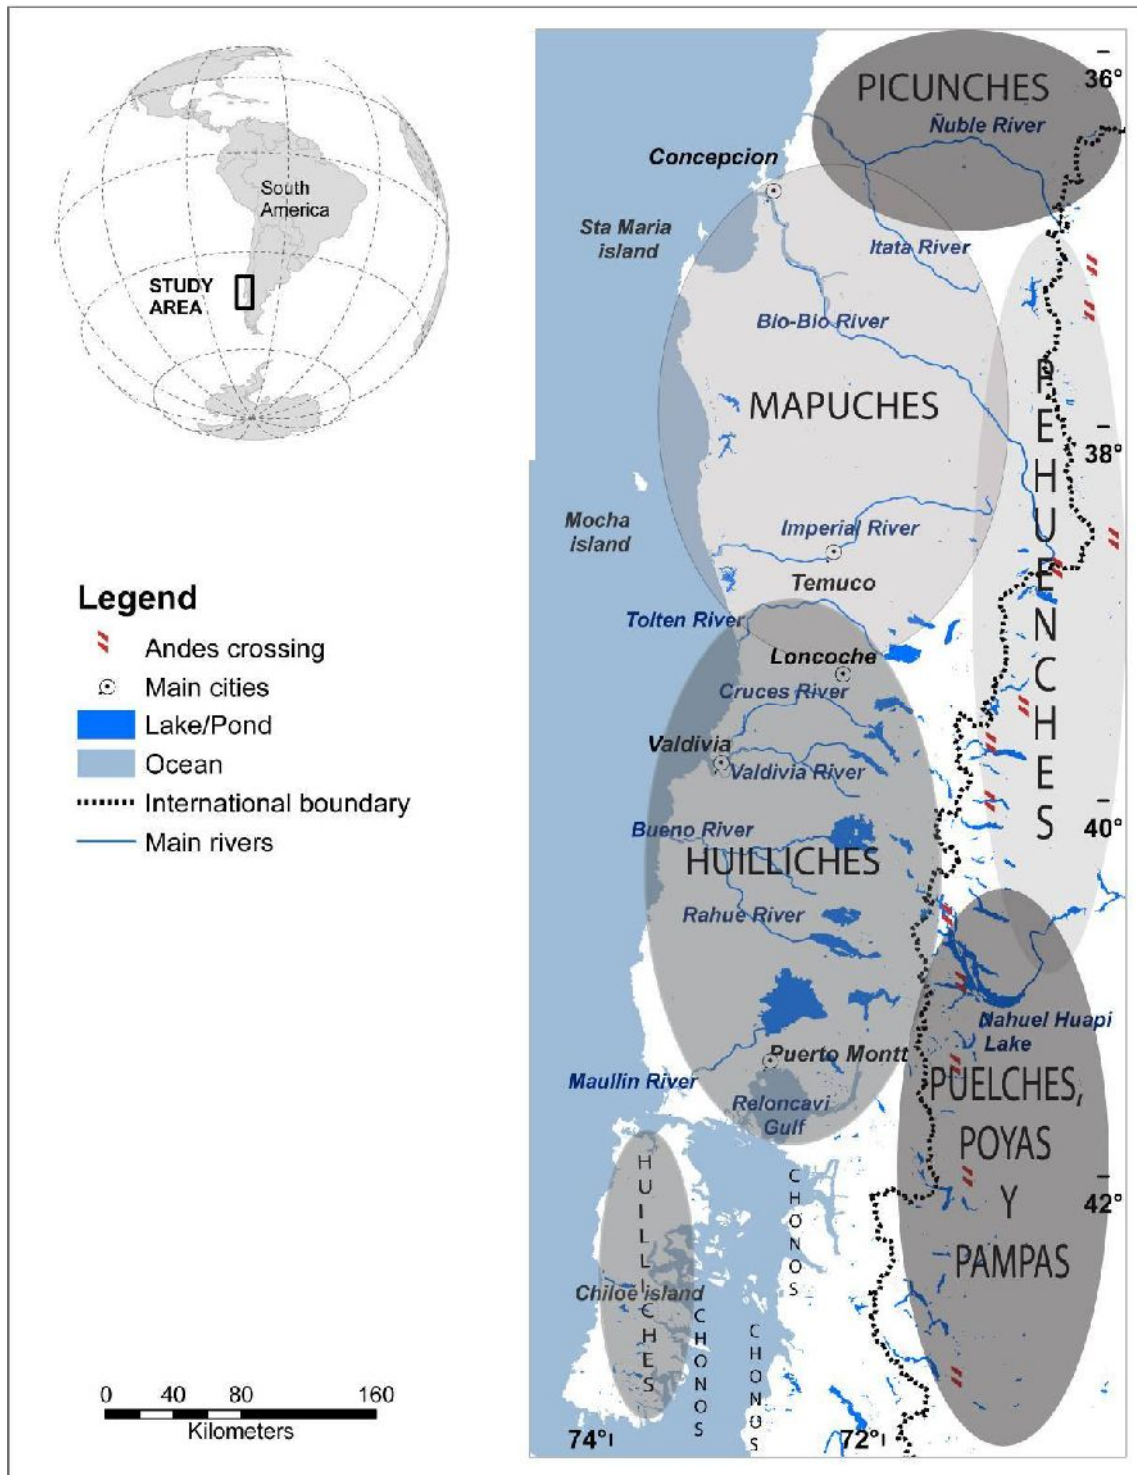 South
America
STUDY
AREA
Legend
Andes crossing
Main cities
Lake/Pond
Ocean
International boundary
Main rivers
0 40 80 160
Kilometers
PICUNCHES
36°
Ñuble River
Concepcion
Sta Maria
island
Itata River
Bio-Bio River
MAPUCHES
PEHUENCHES
38°
Mocha
island
Imperial River
Temuco
Tolten River
Loncoche
Cruces River
Valdivia
Valdivia River
40°
Bueno River
HUILLICHES
Rahue River
Nahuel Huapi
Lake
Puerto Montt
Maullin River
Reloncavi
Gulf
PUELCHES,
POYAS
Y
PAMPAS
HUILLICHES
CHONOS
42°
Chiloe island
CHONOS
CHONOS
74°
72°